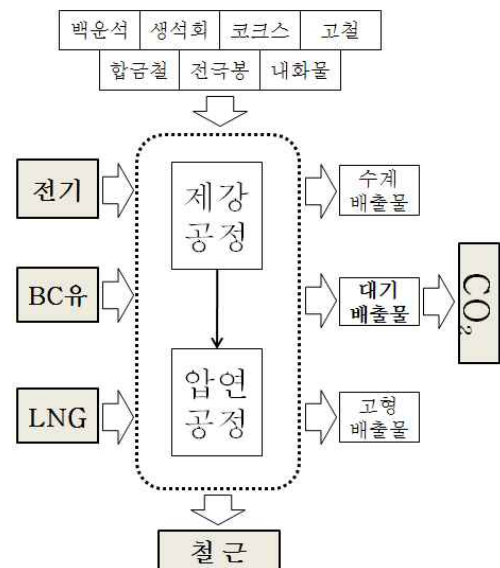 백운석 생석회 코크스 고철
합금철 전극봉 내화물
전기
제강
공정
수계
배출물
BC유
대기
배출물
CO₂
LNG
압연
공정
고형
배출물
철근